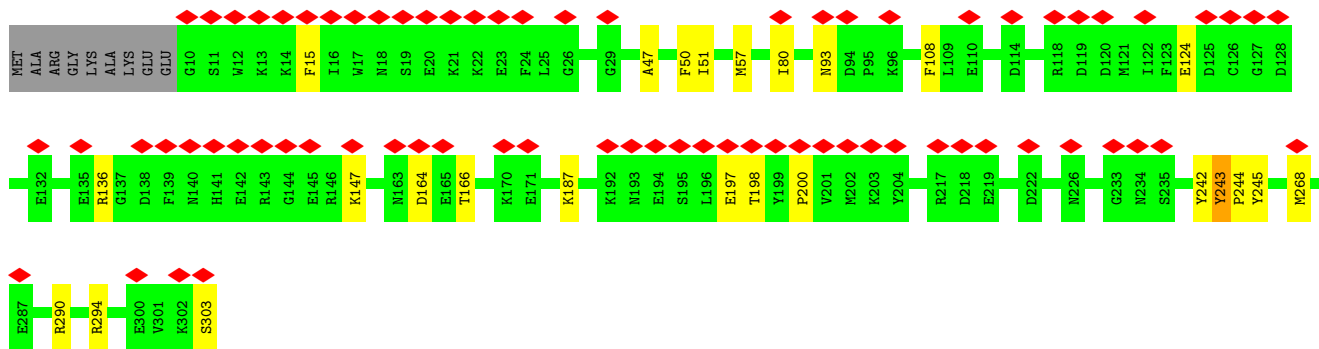 MET ALA ARG GLY LYS ALA LYS GLU GLU G10 S11 W12 K13 K14 F15 I16 W17 N18 S19 E20 K21 K22 E23 F24 L25 G26 G29 A47 F50 I51 M57 I80 N93 D94 P95 K96 F108 L109 E110 D114 R118 D119 D120 M121 I122 F123 E124 D125 C126 G127 D128
E132 E135 R136 G137 D138 F139 N140 H141 E142 R143 G144 E145 R146 K147 N163 D164 E165 T166 K170 E171 K187 K192 N193 E194 S195 L196 E197 T198 Y199 P200 V201 M202 K203 Y204 R217 D218 E219 D222 N226 G233 N234 S235 Y242 Y243 P244 Y245 M268
E287 R290 R294 E300 V301 K302 S303